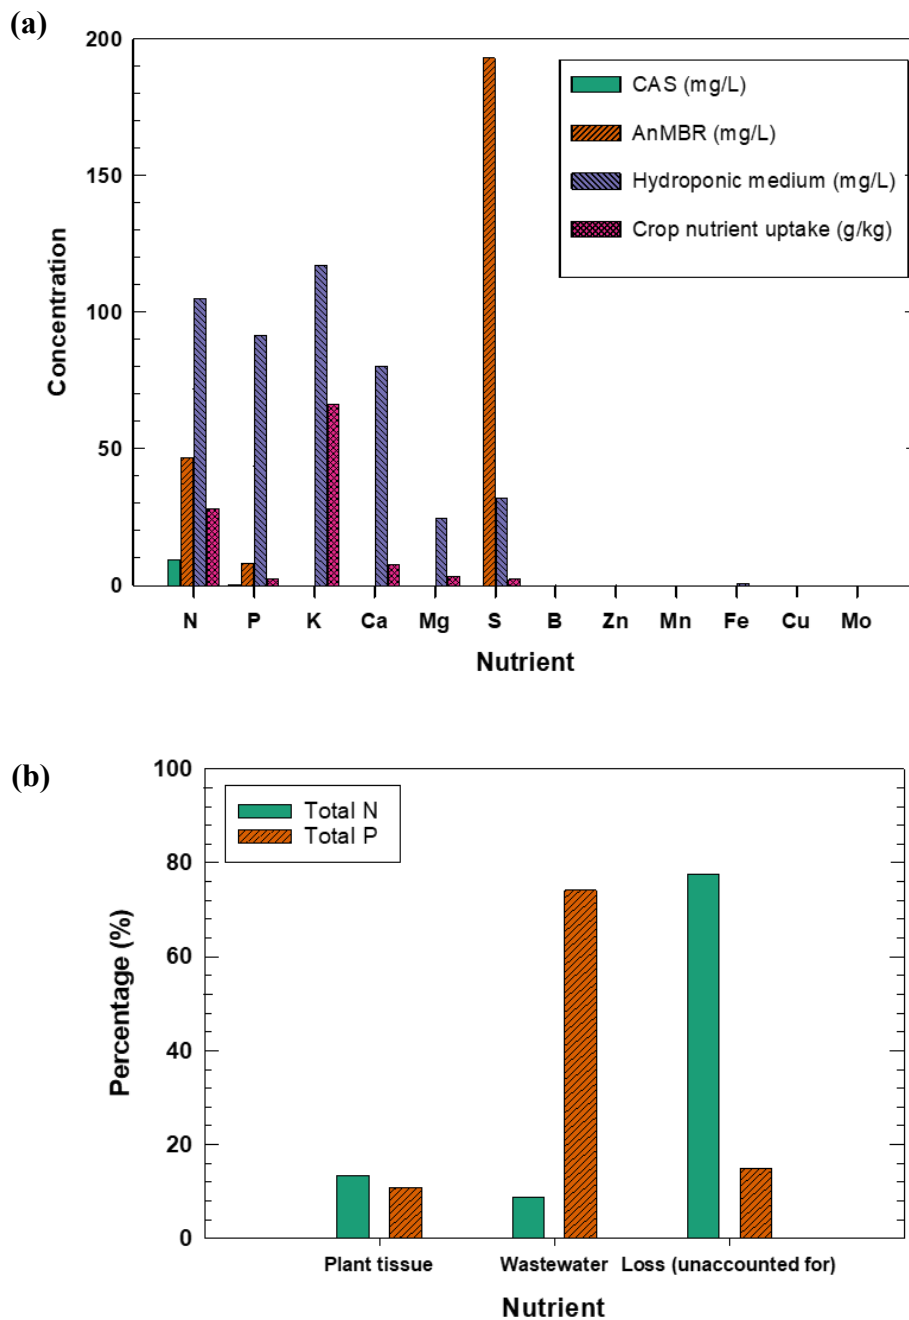 (a)
200
150
100
50
0
Concentration
CAS (mg/L)
AnMBR (mg/L)
Hydroponic medium (mg/L)
Crop nutrient uptake (g/kg)
N P K Ca Mg S B Zn Mn Fe Cu Mo
Nutrient
(b)
100
80
60
40
20
0
Percentage (%)
Total N
Total P
Plant tissue Wastewater Loss (unaccounted for)
Nutrient